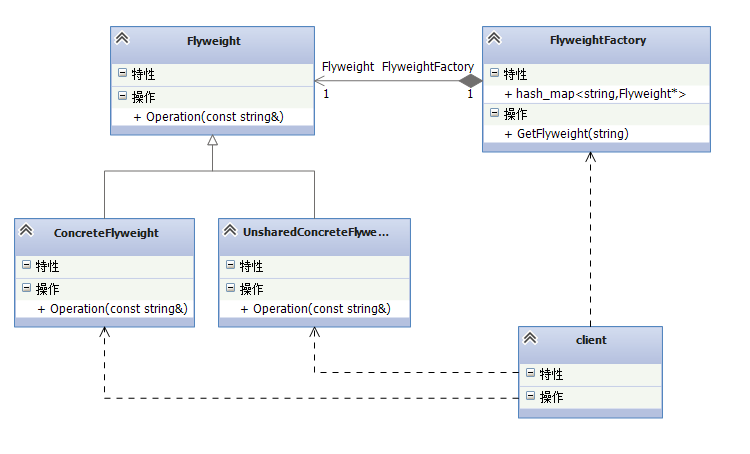 Flyweight
特性
操作
+ Operation(const string&)
Flyweight FlyweightFactory
1
1
FlyweightFactory
特性
+ hash_map<string,Flyweight*>
操作
+ GetFlyweight(string)
ConcreteFlyweight
特性
操作
+ Operation(const string&)
UnsharedConcreteFlywe...
特性
操作
+ Operation(const string&)
client
特性
操作